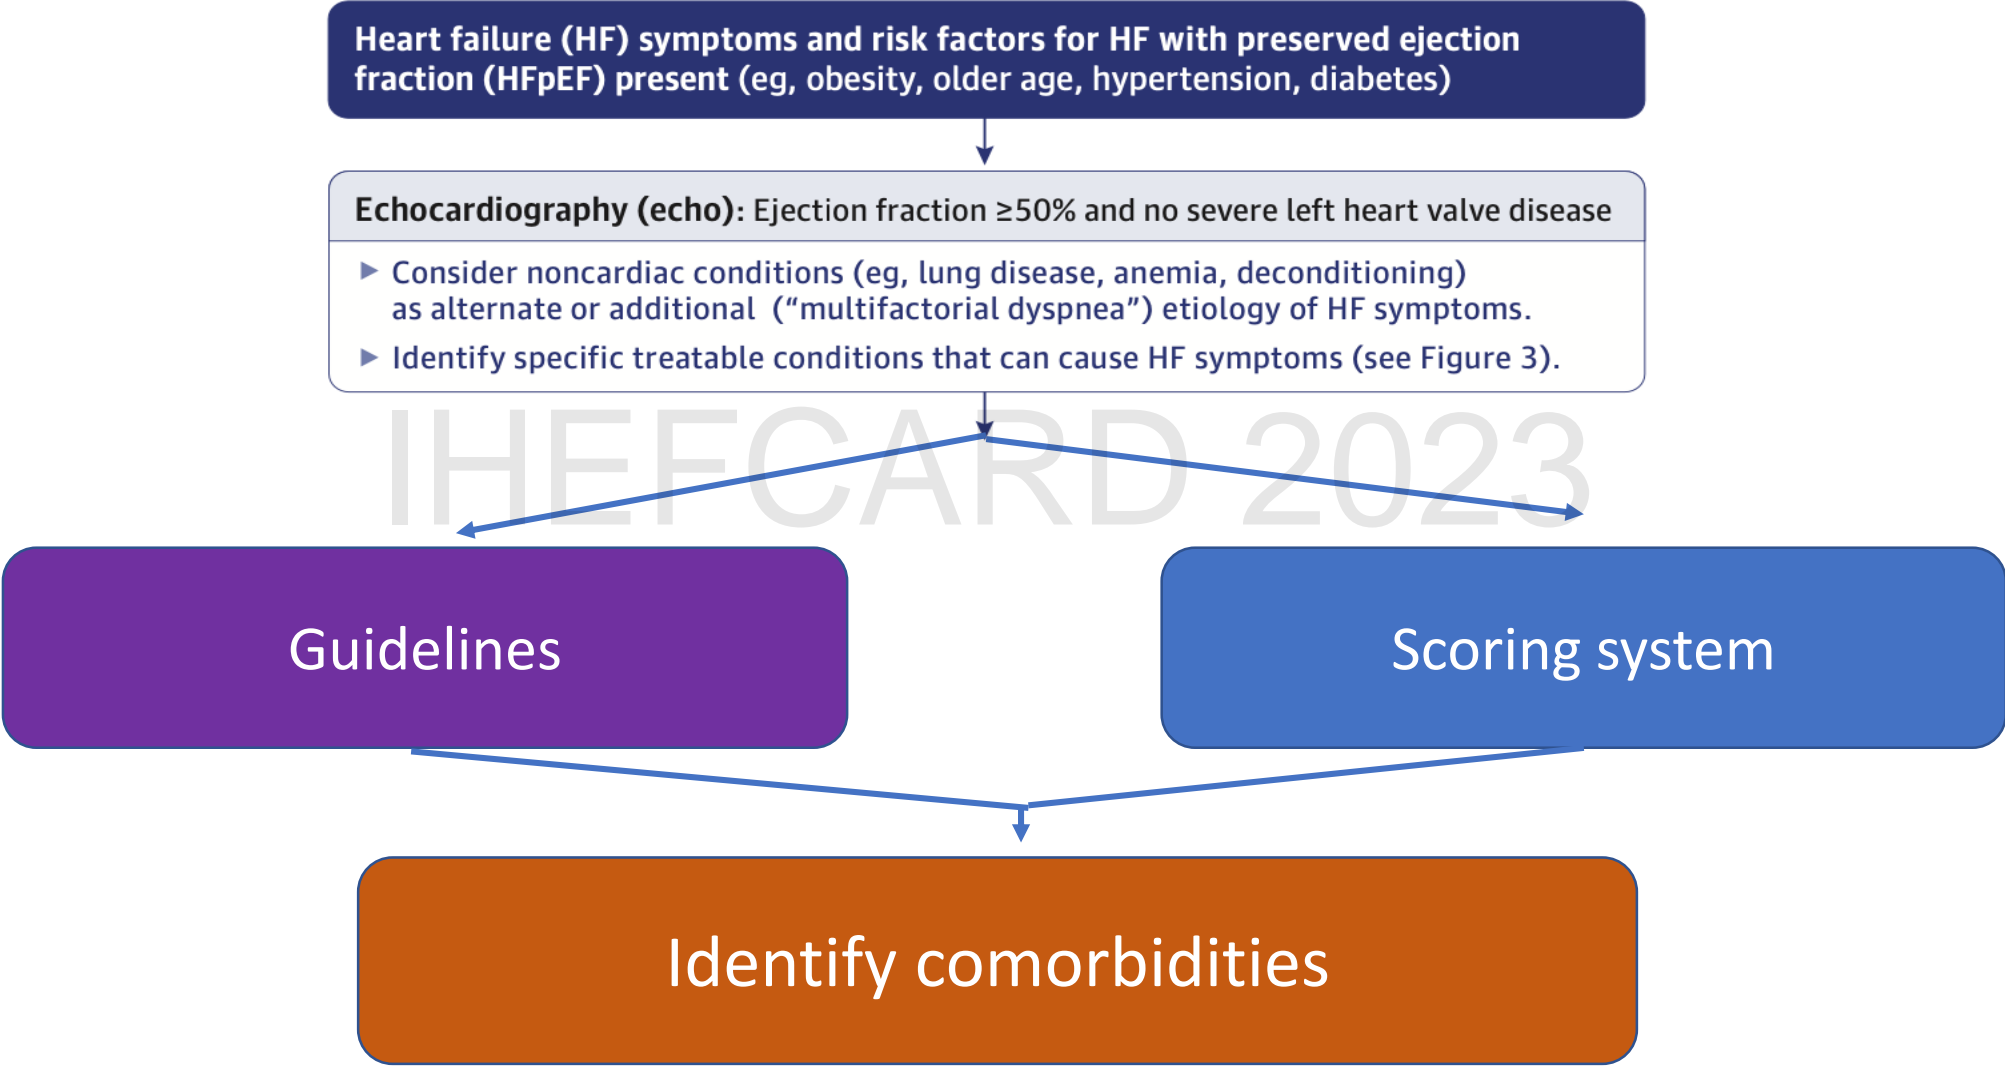 Heart failure (HF) symptoms and risk factors for HF with preserved ejection
fraction (HFpEF) present (eg, obesity, older age, hypertension, diabetes)
Echocardiography (echo): Ejection fraction ≥50% and no severe left heart valve disease
► Consider noncardiac conditions (eg, lung disease, anemia, deconditioning)
as alternate or additional (“multifactorial dyspnea”) etiology of HF symptoms.
► Identify specific treatable conditions that can cause HF symptoms (see Figure 3).
IHEFCARD 2023
Guidelines
Scoring system
Identify comorbidities